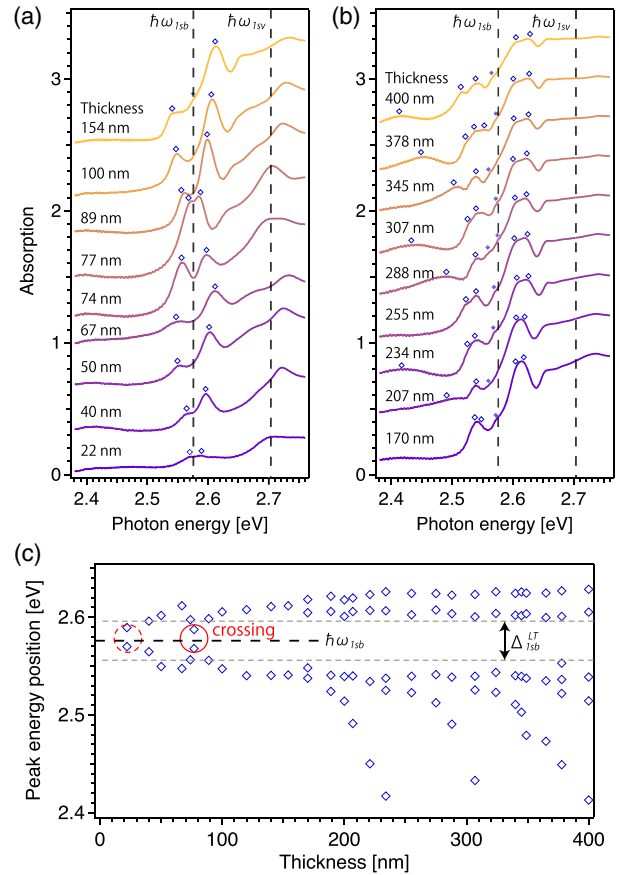 (a)
ħω1sb
ħω1sv
Absorption
3
2
1
0
Thickness
154 nm
100 nm
89 nm
77 nm
74 nm
67 nm
50 nm
40 nm
22 nm
2.4
2.5
2.6
2.7
Photon energy [eV]
(b)
ħω1sb
ħω1sv
3
2
1
0
Thickness
400 nm
378 nm
345 nm
307 nm
288 nm
255 nm
234 nm
207 nm
170 nm
2.4
2.5
2.6
2.7
Photon energy [eV]
(c)
Peak energy position [eV]
2.6
2.5
2.4
crossing
ħω1sb
Δ1sb LT
0
100
200
300
400
Thickness [nm]